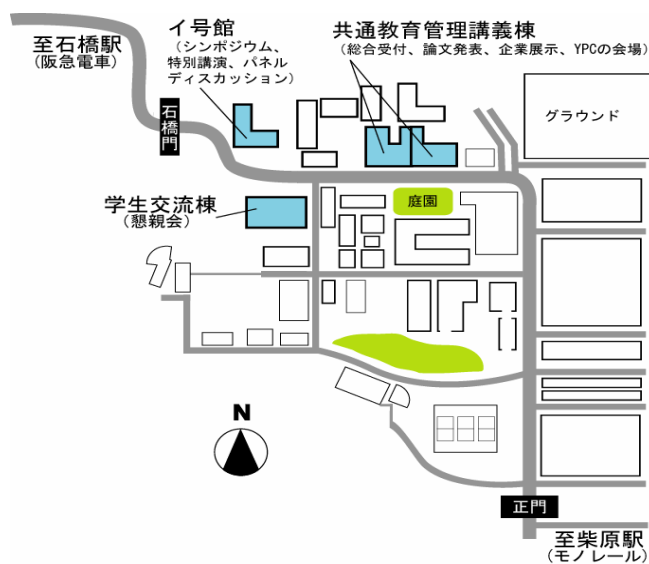 至石橋駅
(阪急電車)
イ号館
(シンポジウム、
特別講演、パネル
ディスカッション)
共通教育管理講義棟
(総合受付、論文発表、企業展示、YPCの会場)
グラウンド
石橋門
学生交流棟
(懇親会)
庭園
N
正門
至柴原駅
(モノレール)